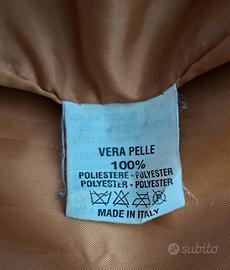 VERA PELLE
100%
POLIESTERE - POLYESTER
POLYESTER - POLYESTER
MADE IN ITALY
subito